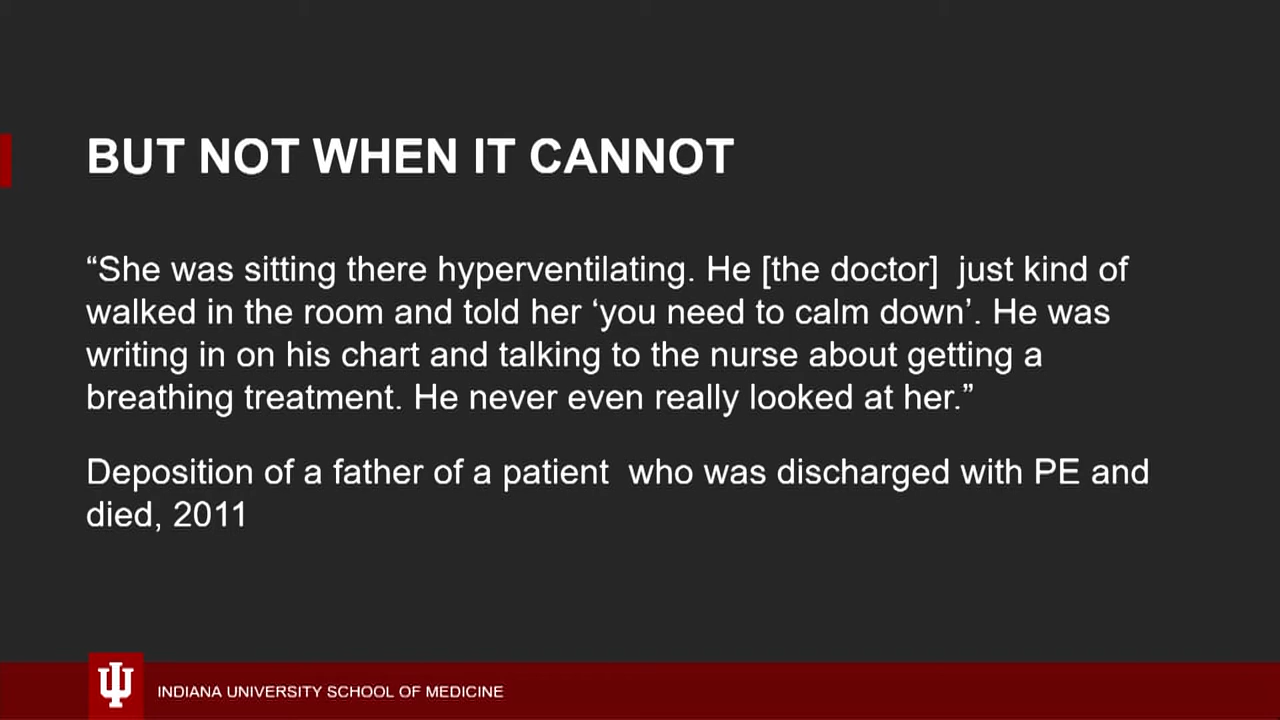 BUT NOT WHEN IT CANNOT
“She was sitting there hyperventilating. He [the doctor]  just kind of
walked in the room and told her ‘you need to calm down’. He was
writing in on his chart and talking to the nurse about getting a
breathing treatment. He never even really looked at her.”
Deposition of a father of a patient  who was discharged with PE and
died, 2011
INDIANA UNIVERSITY SCHOOL OF MEDICINE